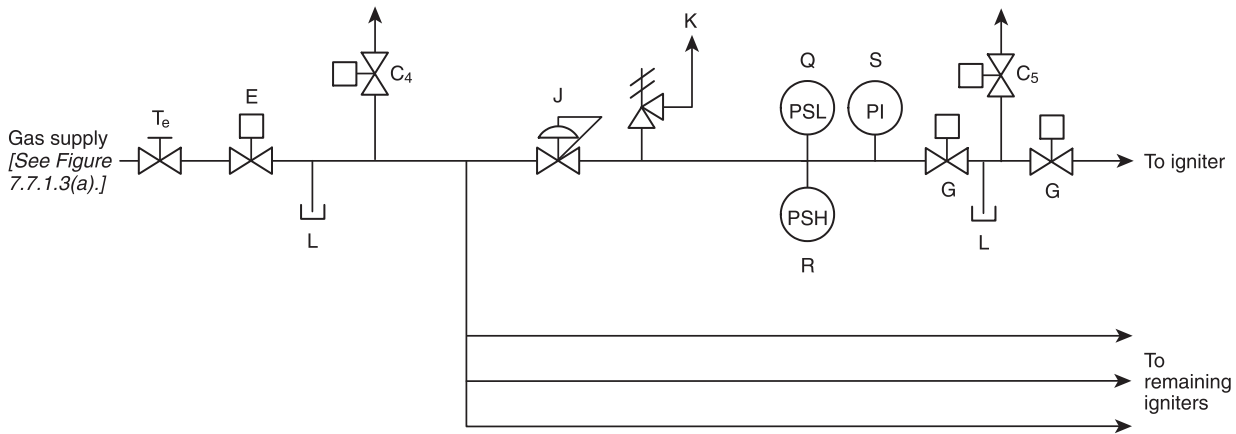 K
Q
S
C₄
C₅
J
E
Tₑ
PSL
PI
Gas supply
[See Figure
7.7.1.3(a).]
To igniter
G
G
PSH
L
L
R
To
remaining
igniters